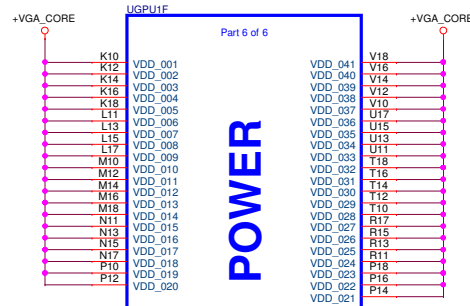 UGPU1F
+VGA_CORE
+VGA_CORE
Part 6 of 6
POWER
K10 VDD_001 VDD_041 V18
K12 VDD_002 VDD_040 V16
K14 VDD_003 VDD_039 V14
K16 VDD_004 VDD_038 V12
K18 VDD_005 VDD_037 V10
L11 VDD_006 VDD_036 U17
L13 VDD_007 VDD_035 U15
L15 VDD_008 VDD_034 U13
L17 VDD_009 VDD_033 U11
M10 VDD_010 VDD_032 T18
M12 VDD_011 VDD_031 T16
M14 VDD_012 VDD_030 T14
M16 VDD_013 VDD_029 T12
M18 VDD_014 VDD_028 T10
N11 VDD_015 VDD_027 R17
N13 VDD_016 VDD_026 R15
N15 VDD_017 VDD_025 R13
N17 VDD_018 VDD_024 R11
P10 VDD_019 VDD_023 P18
P12 VDD_020 VDD_022 P16
VDD_021 P14